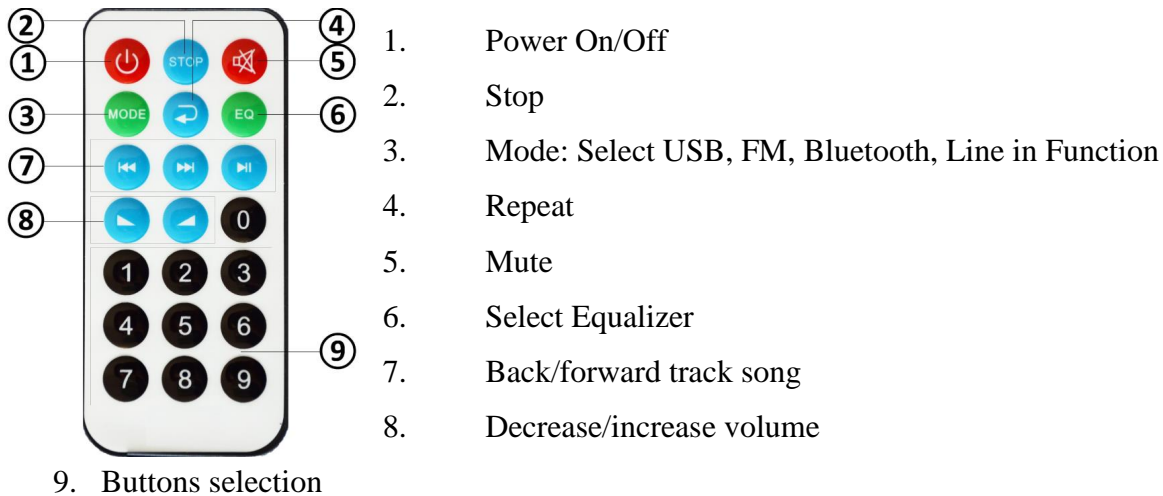 ② ④
1. Power On/Off
① STOP ⑤
2. Stop
③ MODE EQ ⑥
3. Mode: Select USB, FM, Bluetooth, Line in Function
⑦
4. Repeat
⑧ 0
5. Mute
1 2 3
4 5 6
6. Select Equalizer
⑨
7 8 9
7. Back/forward track song
8. Decrease/increase volume
9. Buttons selection